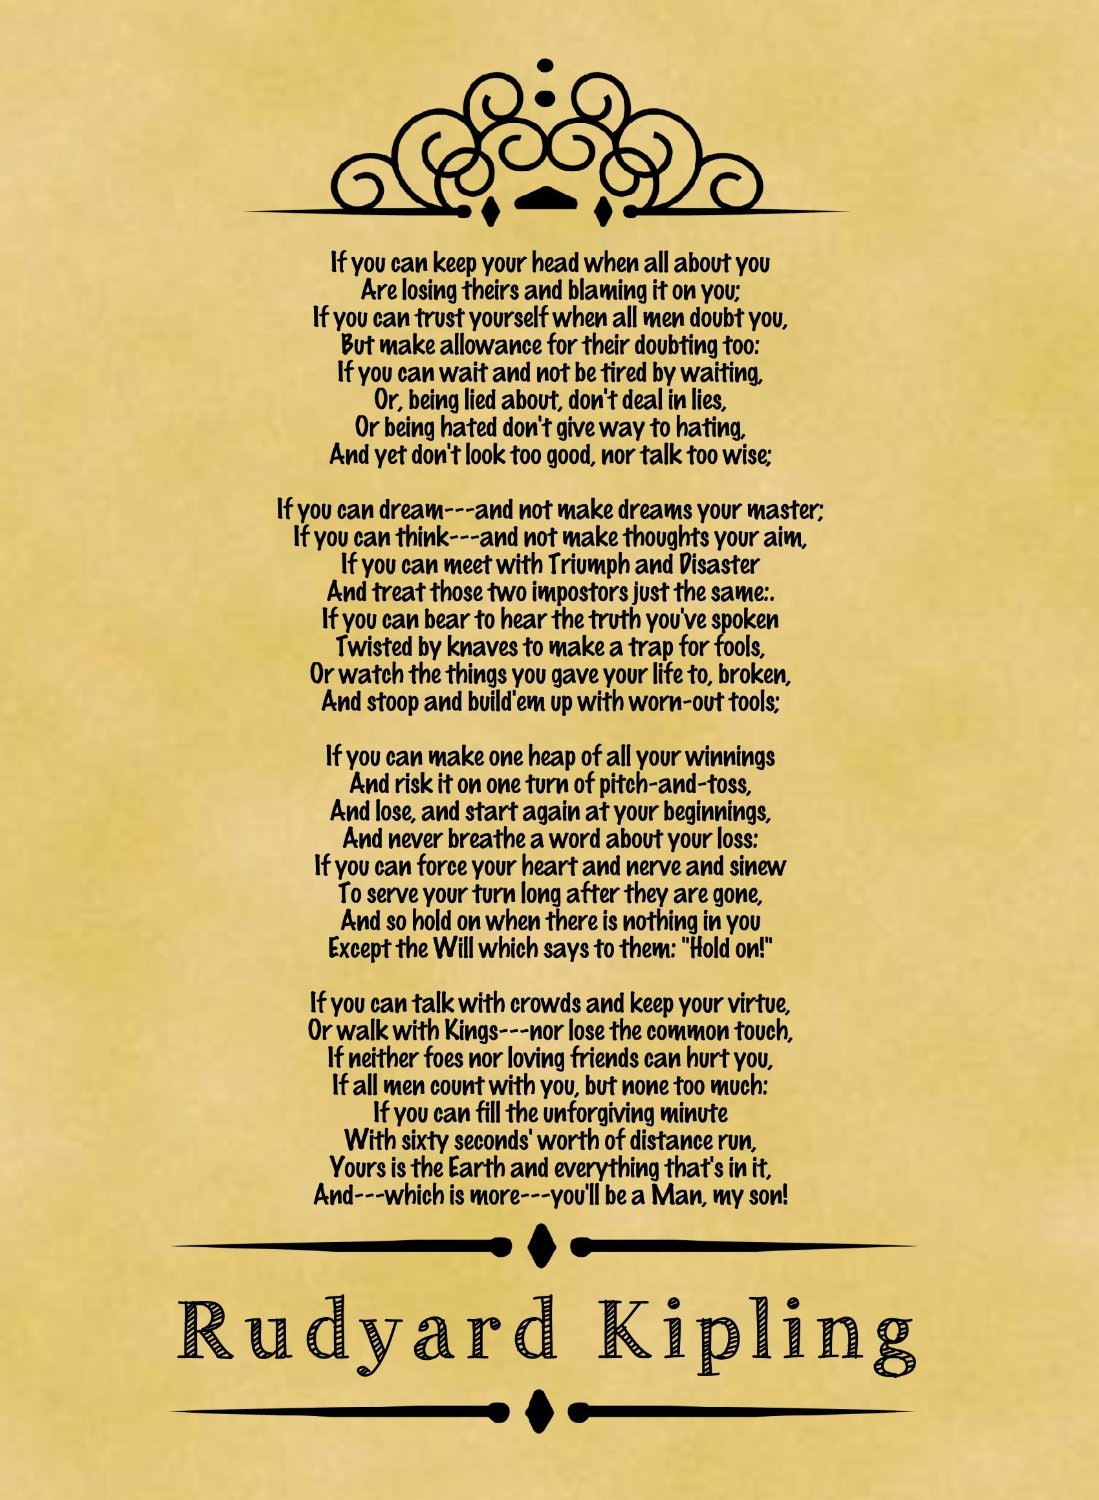 If you can keep your head when all about you
Are losing theirs and blaming it on you;
If you can trust yourself when all men doubt you,
But make allowance for their doubting too:
If you can wait and not be tired by waiting,
Or, being lied about, don't deal in lies,
Or being hated don't give way to hating,
And yet don't look too good, nor talk too wise;

If you can dream---and not make dreams your master;
If you can think---and not make thoughts your aim,
If you can meet with Triumph and Disaster
And treat those two impostors just the same:.
If you can bear to hear the truth you've spoken
Twisted by knaves to make a trap for fools,
Or watch the things you gave your life to, broken,
And stoop and build'em up with worn-out tools;

If you can make one heap of all your winnings
And risk it on one turn of pitch-and-toss,
And lose, and start again at your beginnings,
And never breathe a word about your loss:
If you can force your heart and nerve and sinew
To serve your turn long after they are gone,
And so hold on when there is nothing in you
Except the Will which says to them: "Hold on!"

If you can talk with crowds and keep your virtue,
Or walk with Kings---nor lose the common touch,
If neither foes nor loving friends can hurt you,
If all men count with you, but none too much:
If you can fill the unforgiving minute
With sixty seconds' worth of distance run,
Yours is the Earth and everything that's in it,
And---which is more---you'll be a Man, my son!
Rudyard Kipling